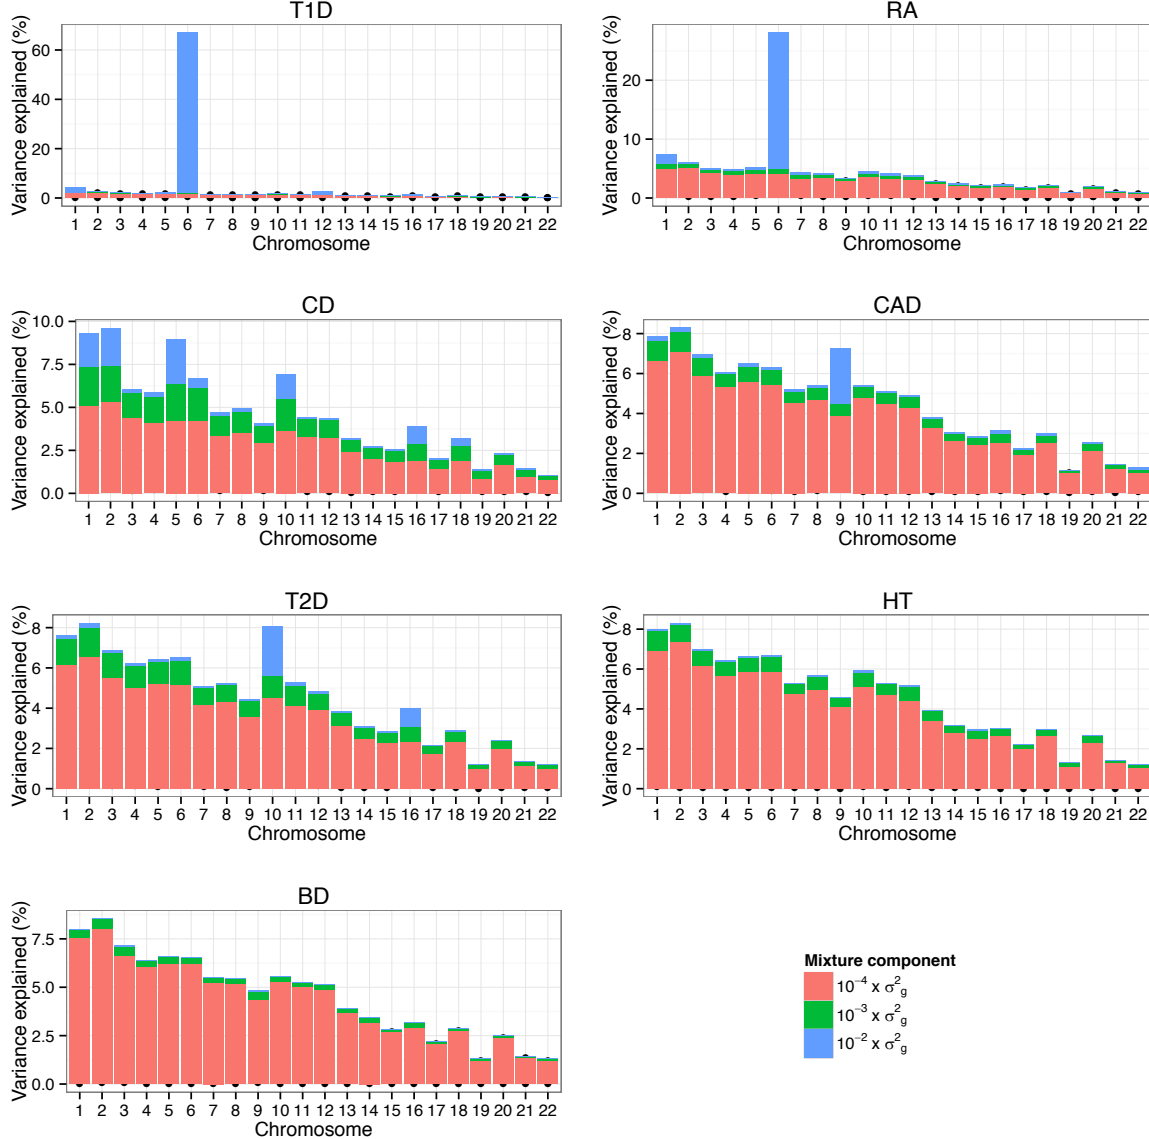 T1D
Variance explained (%)
60
40
20
0
1 2 3 4 5 6 7 8 9 10 11 12 13 14 15 16 17 18 19 20 21 22
Chromosome
RA
Variance explained (%)
20
10
0
1 2 3 4 5 6 7 8 9 10 11 12 13 14 15 16 17 18 19 20 21 22
Chromosome
CD
Variance explained (%)
10.0
7.5
5.0
2.5
0.0
1 2 3 4 5 6 7 8 9 10 11 12 13 14 15 16 17 18 19 20 21 22
Chromosome
CAD
Variance explained (%)
8
6
4
2
0
1 2 3 4 5 6 7 8 9 10 11 12 13 14 15 16 17 18 19 20 21 22
Chromosome
T2D
Variance explained (%)
8
6
4
2
0
1 2 3 4 5 6 7 8 9 10 11 12 13 14 15 16 17 18 19 20 21 22
Chromosome
HT
Variance explained (%)
8
6
4
2
0
1 2 3 4 5 6 7 8 9 10 11 12 13 14 15 16 17 18 19 20 21 22
Chromosome
BD
Variance explained (%)
7.5
5.0
2.5
0.0
1 2 3 4 5 6 7 8 9 10 11 12 13 14 15 16 17 18 19 20 21 22
Chromosome
Mixture component
10⁻⁴ x σ²g
10⁻³ x σ²g
10⁻² x σ²g